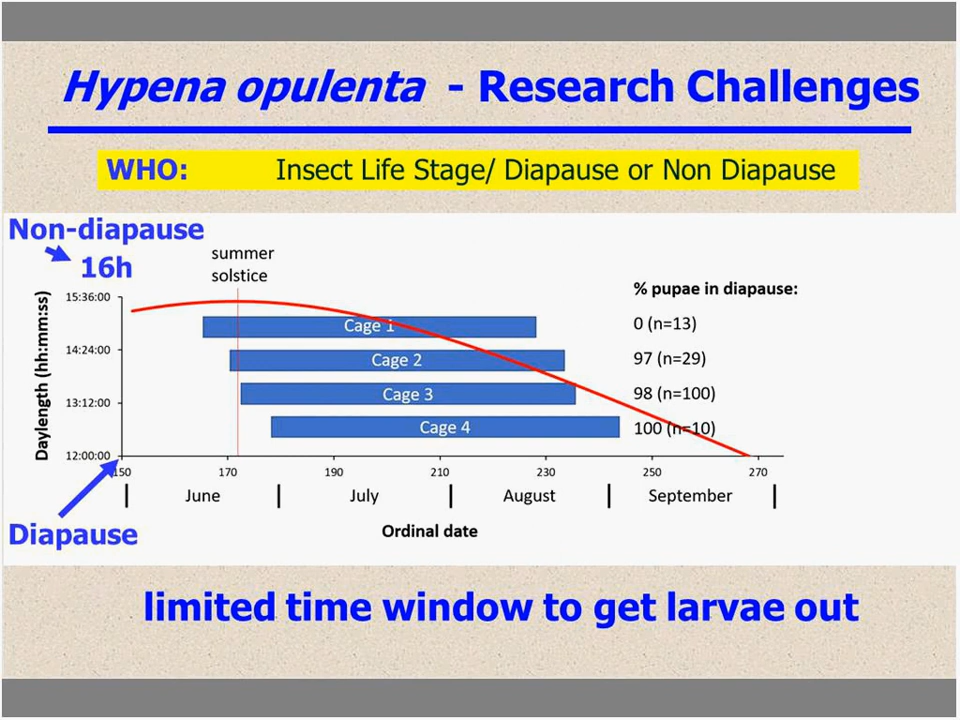 Hypena opulenta - Research Challenges
WHO: Insect Life Stage/ Diapause or Non Diapause
Non-diapause
16h
summer
solstice
% pupae in diapause:
Daylength (hh:mm:ss)
15:36:00
14:24:00
13:12:00
12:00:00
Cage 1
0 (n=13)
Cage 2
97 (n=29)
Cage 3
98 (n=100)
Cage 4
100 (n=10)
150 170 190 210 230 250 270
June July August September
Ordinal date
Diapause
limited time window to get larvae out